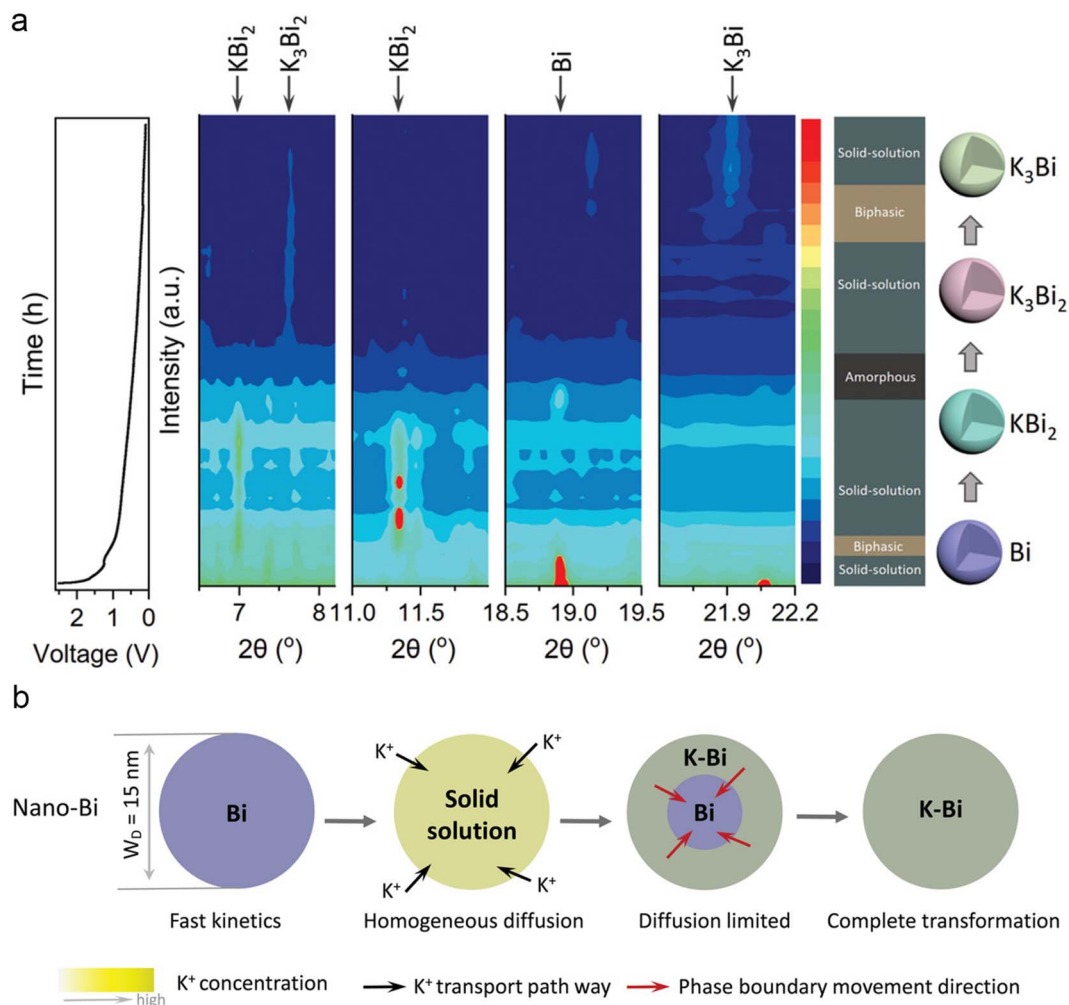 a
KBi₂
K₃Bi₂
KBi₂
Bi
K₃Bi
Time (h)
Intensity (a.u.)
Solid-solution
Biphasic
Solid-solution
Amorphous
Solid-solution
Biphasic
Solid-solution
K₃Bi
K₃Bi₂
KBi₂
Bi
2 1 0
Voltage (V)
7 8
2θ (°)
11.0 11.5
2θ (°)
18.5 19.0 19.5
2θ (°)
21.9 22.2
2θ (°)
b
Nano-Bi
W_D = 15 nm
Bi
K⁺
K⁺
Solid
solution
K⁺
K⁺
K-Bi
Bi
K-Bi
Fast kinetics
Homogeneous diffusion
Diffusion limited
Complete transformation
high
K⁺ concentration
K⁺ transport path way
Phase boundary movement direction